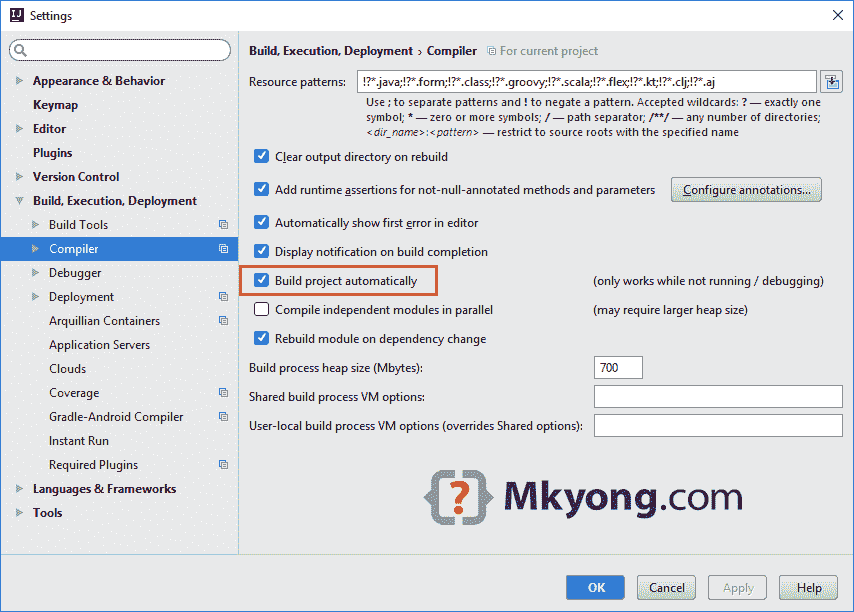 IJ Settings
Build, Execution, Deployment › Compiler For current project
Appearance & Behavior
Keymap
Editor
Plugins
Version Control
Build, Execution, Deployment
Build Tools
Compiler
Debugger
Deployment
Arquillian Containers
Application Servers
Clouds
Coverage
Gradle-Android Compiler
Instant Run
Required Plugins
Languages & Frameworks
Tools
Resource patterns: !?*.java;!?*.form;!?*.class;!?*.groovy;!?*.scala;!?*.flex;!?*.kt;!?*.clj;!?*.aj
Use ; to separate patterns and ! to negate a pattern. Accepted wildcards: ? — exactly one
symbol; * — zero or more symbols; / — path separator; /**/ — any number of directories;
<dir_name>:<pattern> — restrict to source roots with the specified name
Clear output directory on rebuild
Add runtime assertions for not-null-annotated methods and parameters Configure annotations...
Automatically show first error in editor
Display notification on build completion
Build project automatically (only works while not running / debugging)
Compile independent modules in parallel (may require larger heap size)
Rebuild module on dependency change
Build process heap size (Mbytes): 700
Shared build process VM options:
User-local build process VM options (overrides Shared options):
{?} Mkyong.com
OK Cancel Apply Help